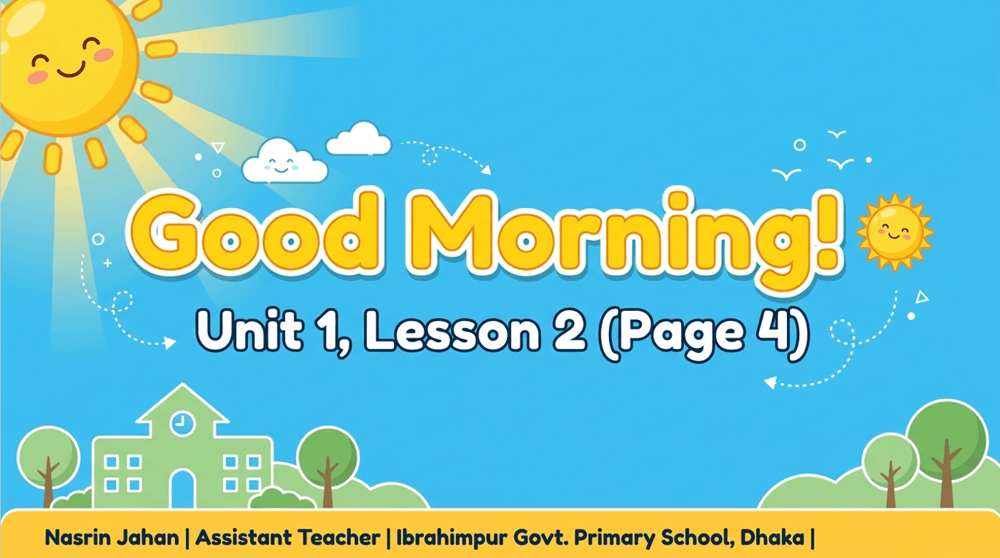 Good Morning!
Unit 1, Lesson 2 (Page 4)
Nasrin Jahan | Assistant Teacher | Ibrahimpur Govt. Primary School, Dhaka |